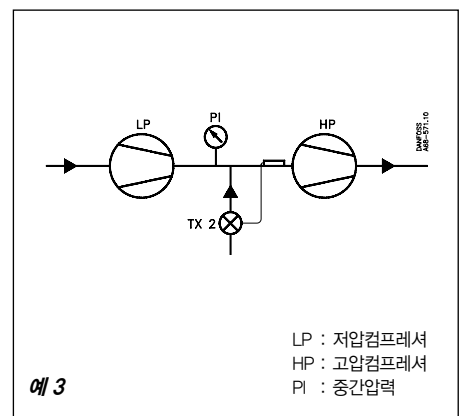 LP
PI
HP
DANFOSS
A68-571.10
TX 2
LP : 저압컴프레셔
HP : 고압컴프레셔
PI : 중간압력
예 3